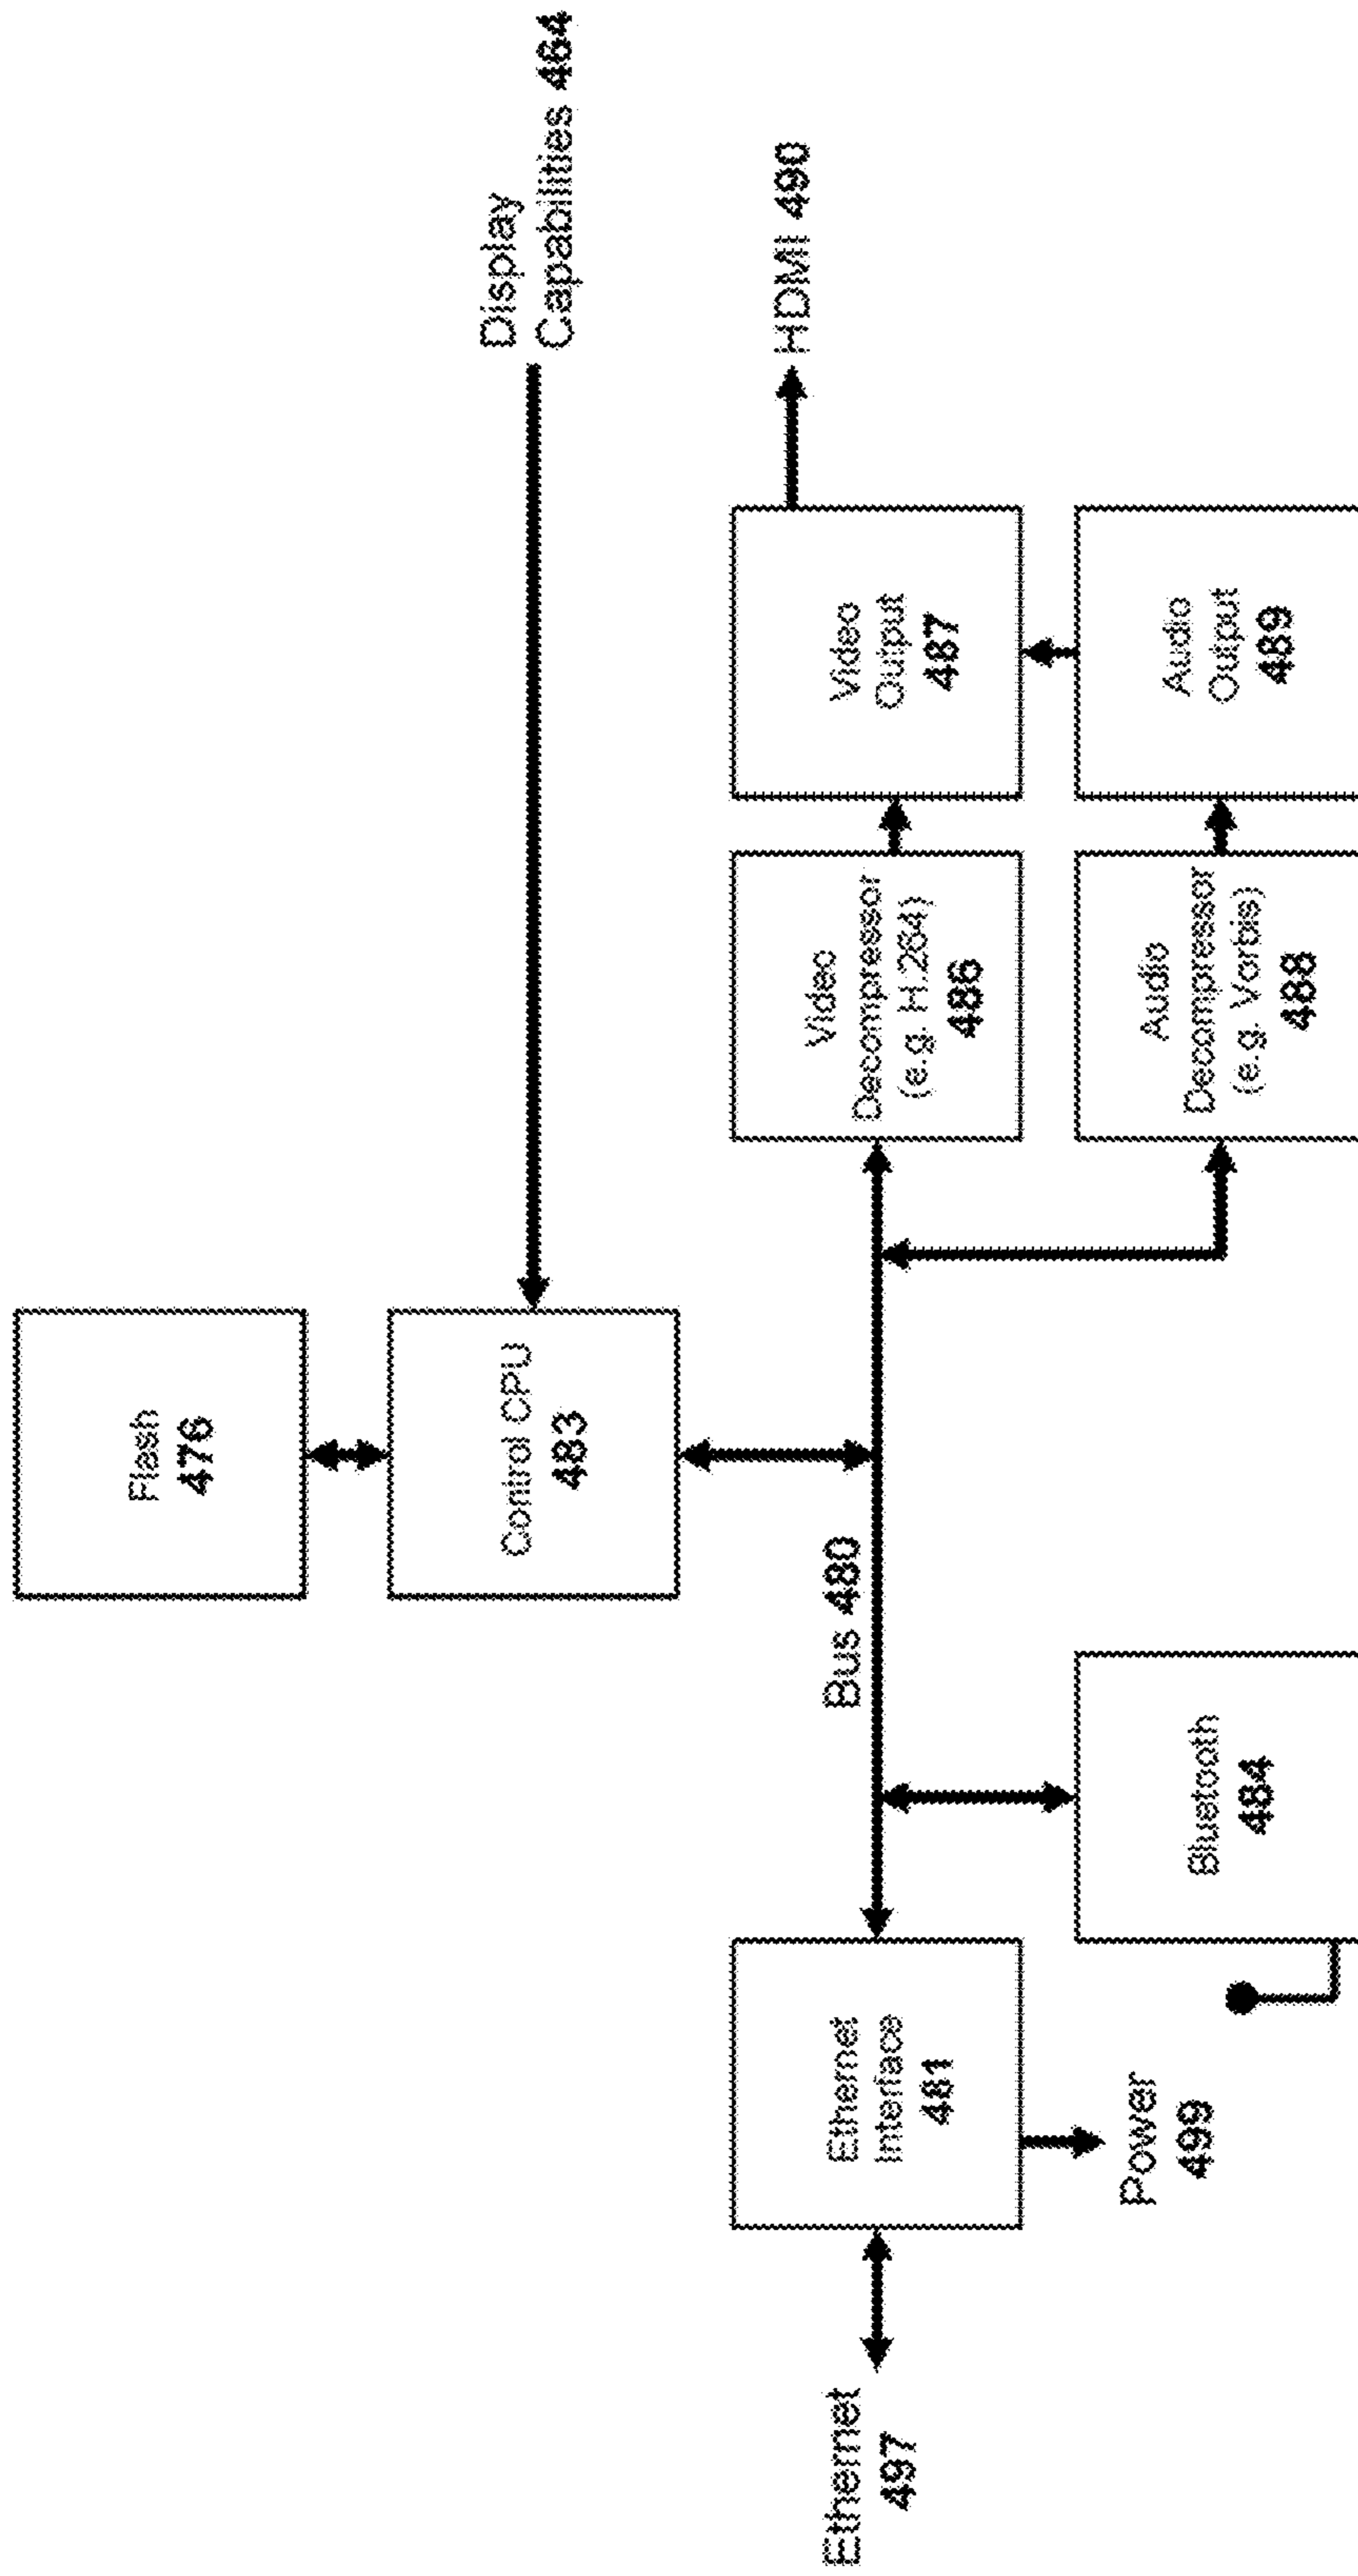 Flash
476
Display
Capabilities 464
Control CPU
483
HDMI 490
Bus 480
Ethernet
497
Ethernet
Interface
481
Video
Decompressor
(e.g. H.264)
486
Video
Output
487
Power
499
Bluetooth
484
Audio
Decompressor
(e.g. Vorbis)
488
Audio
Output
489